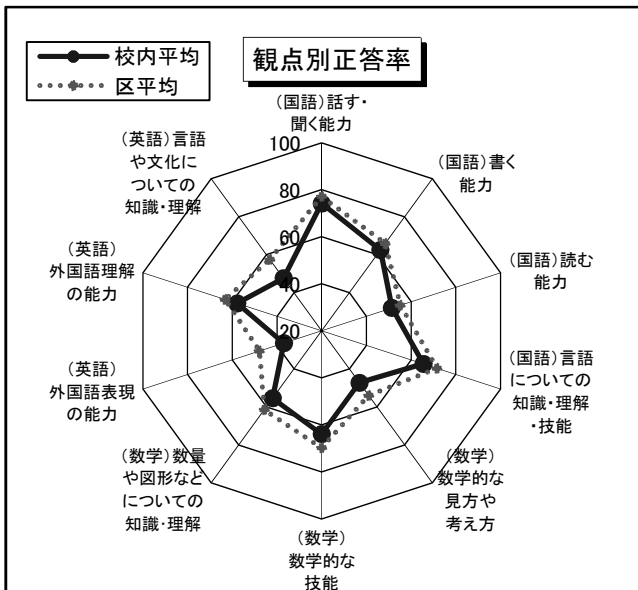 観点別正答率
校内平均
区平均
(国語)話す・
聞く能力
(国語)書く
能力
(国語)読む
能力
(国語)言語
についての
知識・理解
・技能
(数学)
数学的な
見方や
考え方
(数学)
数学的な
技能
(数学)数量
や図形など
についての
知識・理解
(英語)
外国語表現
の能力
(英語)
外国語理解
の能力
(英語)言語
や文化に
ついての
知識・理解
100
80
60
40
20